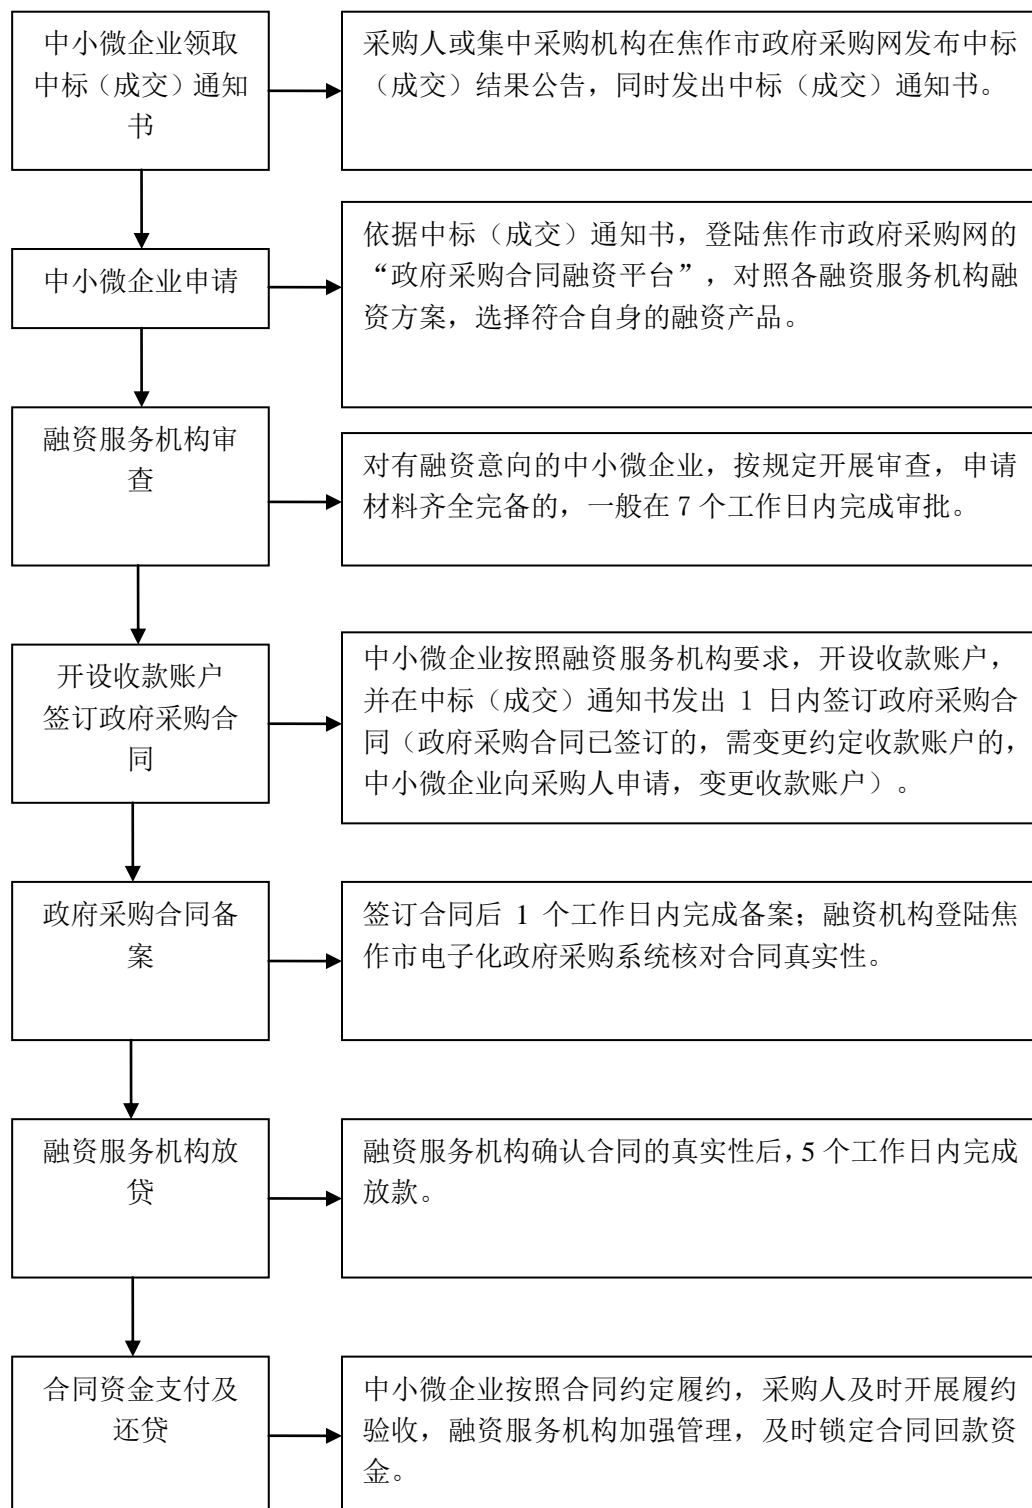 中小微企业领取
中标（成交）通知
书
采购人或集中采购机构在焦作市政府采购网发布中标
（成交）结果公告，同时发出中标（成交）通知书。
中小微企业申请
依据中标（成交）通知书，登陆焦作市政府采购网的
“政府采购合同融资平台”，对照各融资服务机构融
资方案，选择符合自身的融资产品。
融资服务机构审
查
对有融资意向的中小微企业，按规定开展审查，申请
材料齐全完备的，一般在 7 个工作日内完成审批。
开设收款账户
签订政府采购合
同
中小微企业按照融资服务机构要求，开设收款账户，
并在中标（成交）通知书发出 1 日内签订政府采购合
同（政府采购合同已签订的，需变更约定收款账户的，
中小微企业向采购人申请，变更收款账户）。
政府采购合同备
案
签订合同后 1 个工作日内完成备案；融资机构登陆焦
作市电子化政府采购系统核对合同真实性。
融资服务机构放
贷
融资服务机构确认合同的真实性后，5 个工作日内完成
放款。
合同资金支付及
还贷
中小微企业按照合同约定履约，采购人及时开展履约
验收，融资服务机构加强管理，及时锁定合同回款资
金。